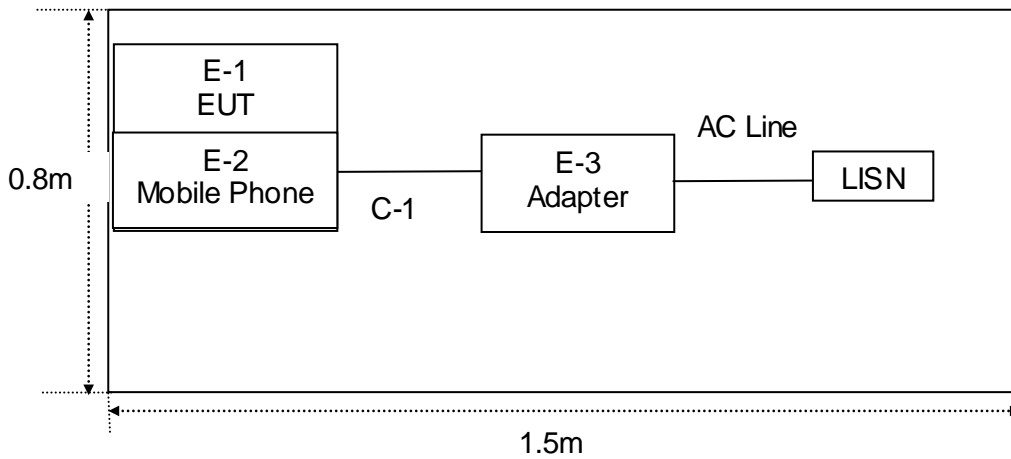 E-1
EUT
E-2
Mobile Phone
0.8m
C-1
E-3
Adapter
AC Line
LISN
1.5m